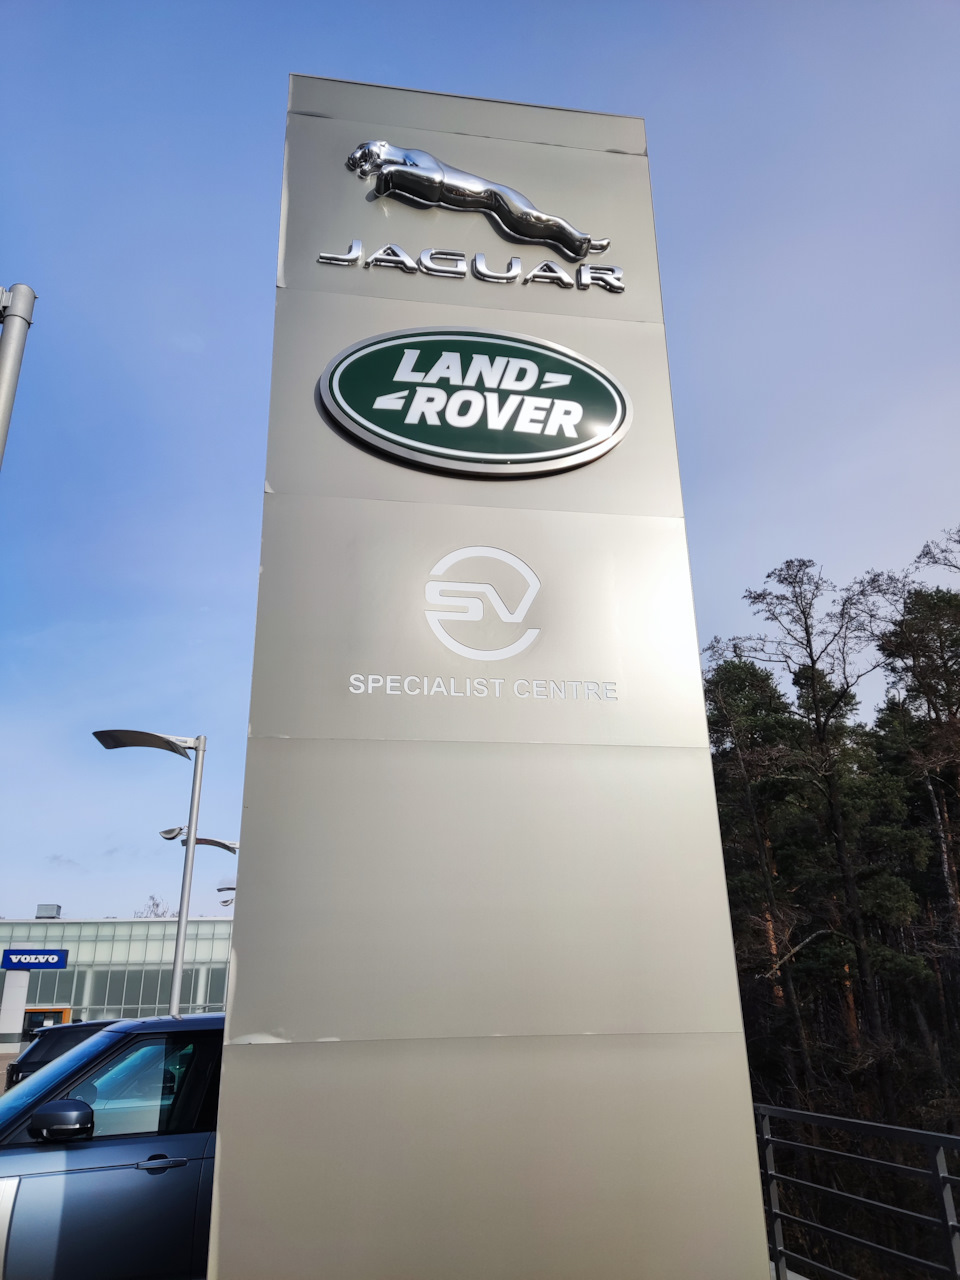 JAGUAR
LAND
ROVER
SV
SPECIALIST CENTRE
VOLVO